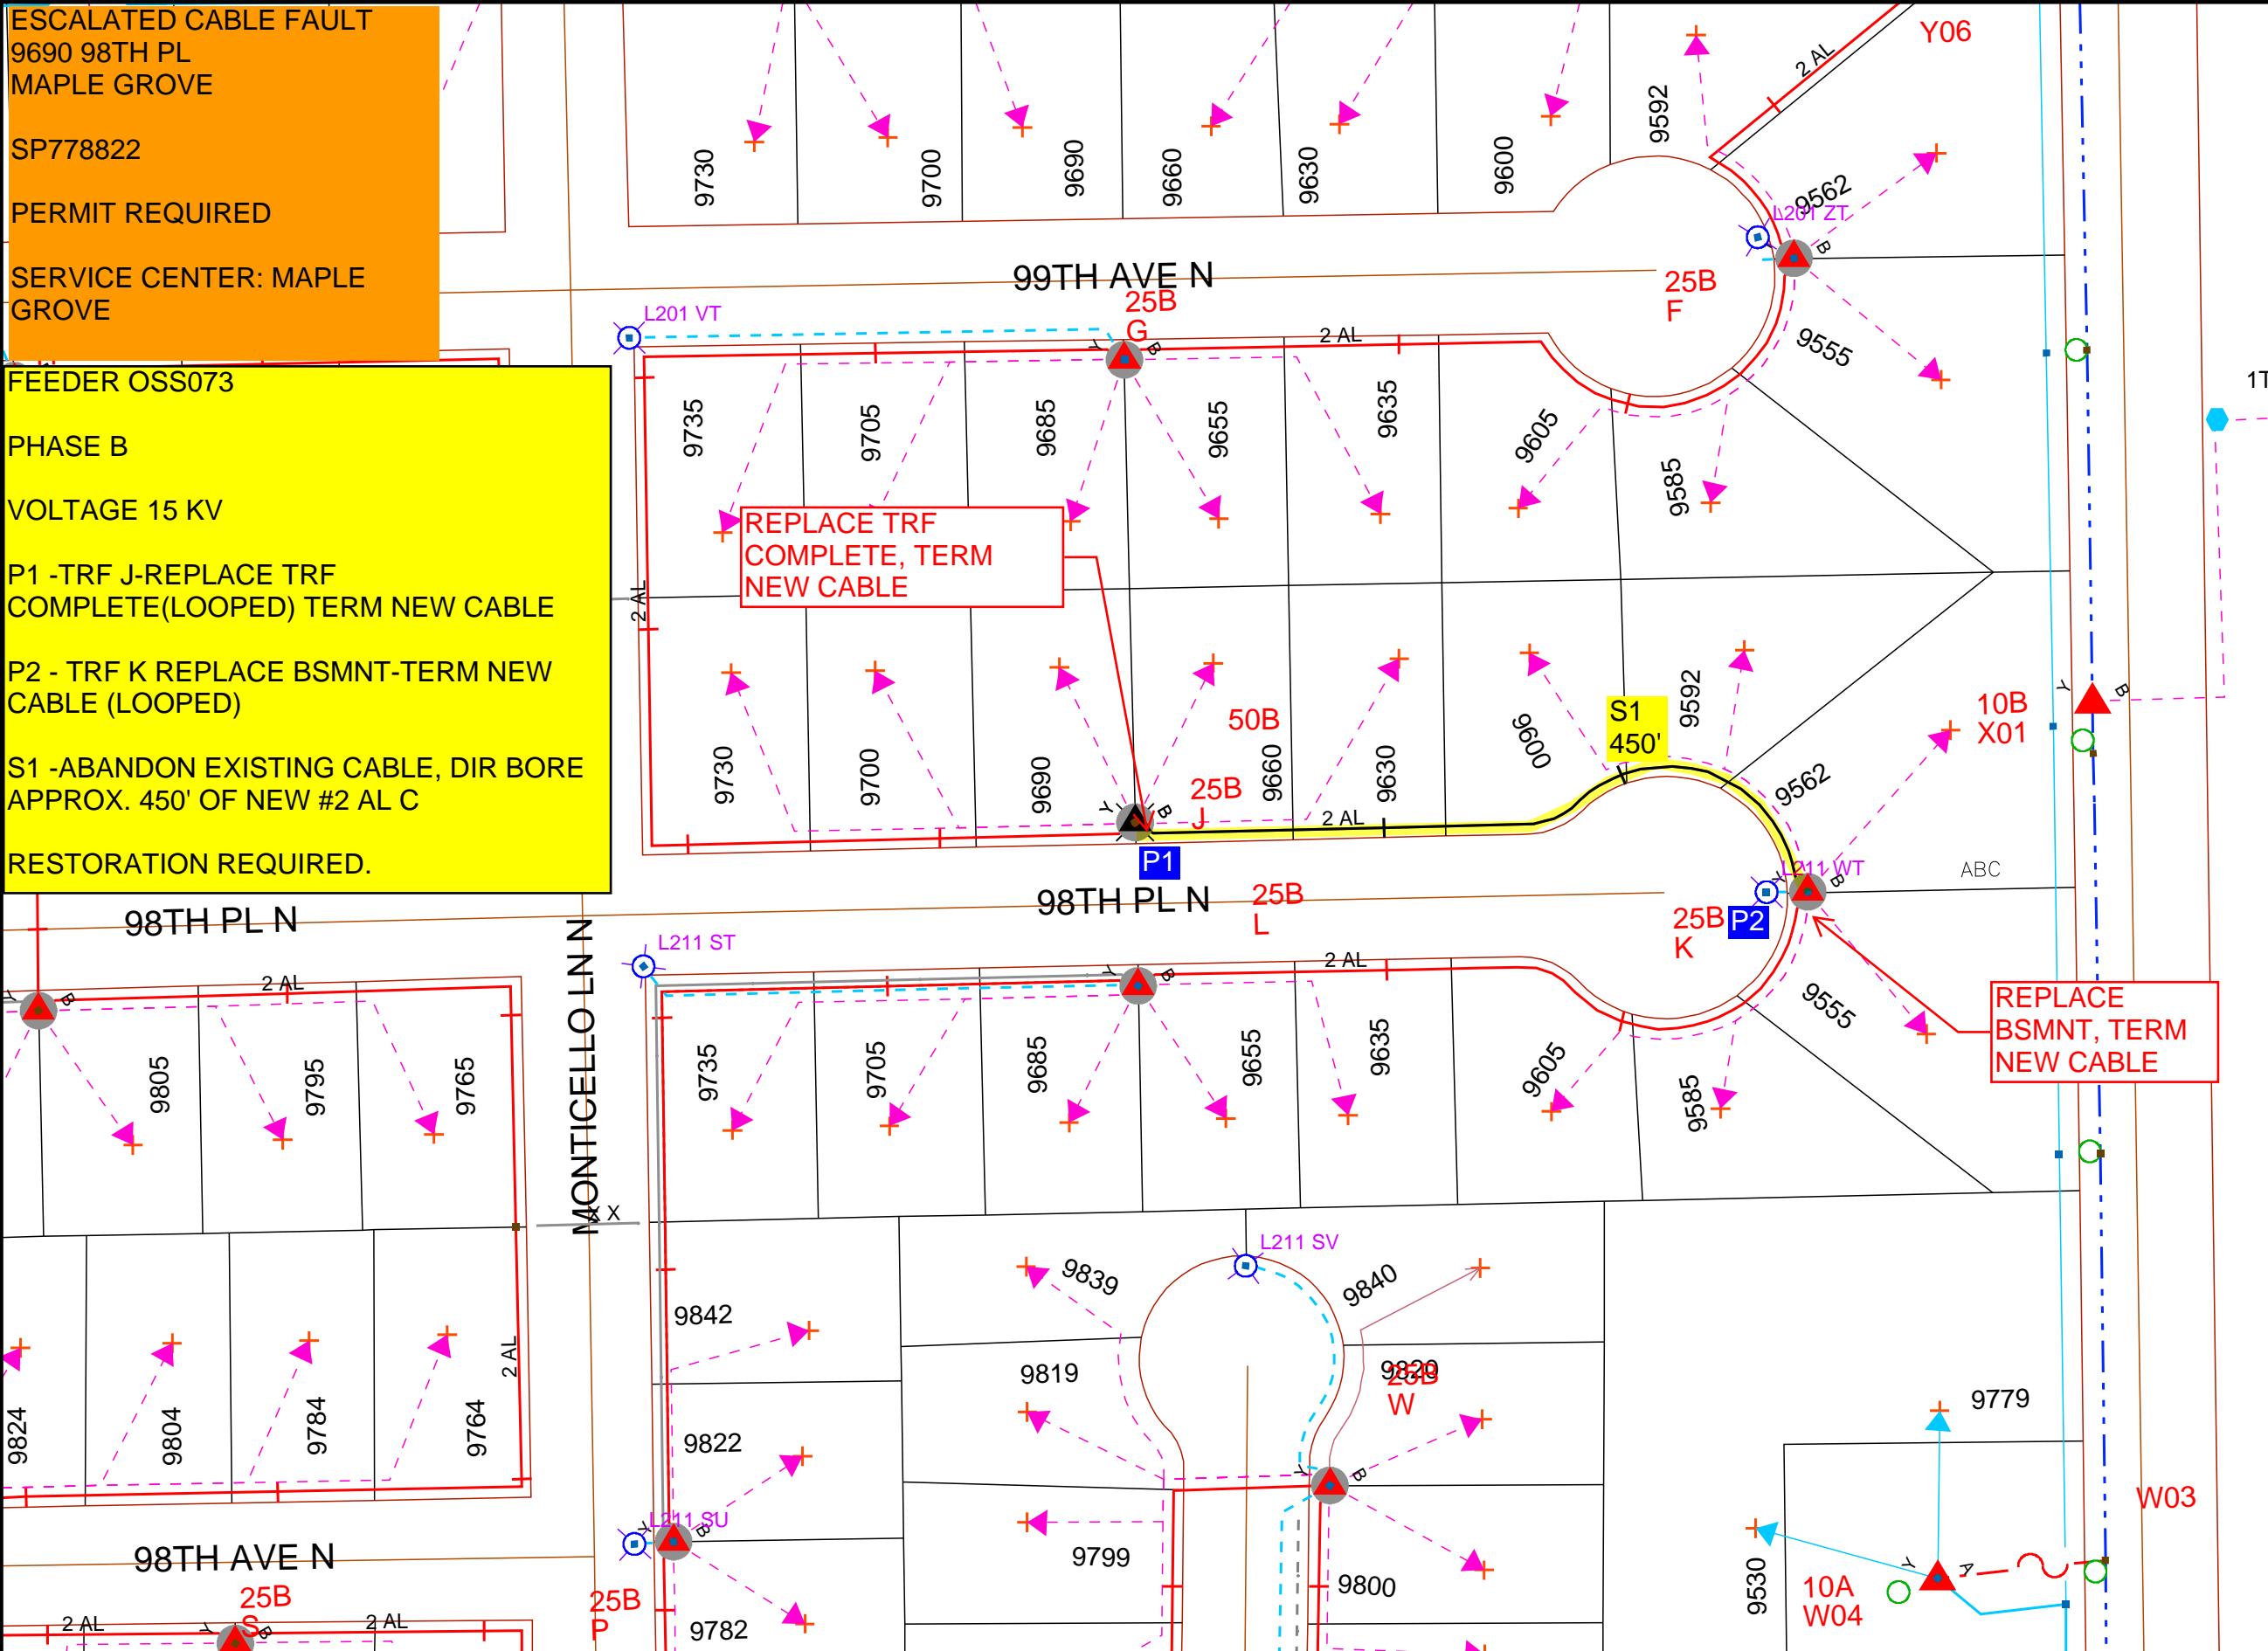 ESCALATED CABLE FAULT
9690 98TH PL
MAPLE GROVE
SP778822
PERMIT REQUIRED
SERVICE CENTER: MAPLE
GROVE
FEEDER OSS073
PHASE B
VOLTAGE 15 KV
P1 -TRF J-REPLACE TRF
COMPLETE(LOOPED) TERM NEW CABLE
P2 - TRF K REPLACE BSMNT-TERM NEW
CABLE (LOOPED)
S1 -ABANDON EXISTING CABLE, DIR BORE
APPROX. 450' OF NEW #2 AL C
RESTORATION REQUIRED.
Y06
2 AL
9592
9730
9700
9690
9660
9630
9600
9562
L201 ZT
B
99TH AVE N
25B
G
25B
F
L201 VT
2 AL
Y
B
9555
1T
9735
9705
9685
9655
9635
9605
9585
REPLACE TRF
COMPLETE, TERM
NEW CABLE
2 AL
S1
450'
9592
9600
50B
9730
9700
9690
9660
9630
9562
10B
X01
Y
B
25B
J
Y
B
2 AL
P1
L211 WT
Y
B
ABC
98TH PL N
98TH PL N
25B
L
25B
K
P2
MONTICELLO LN N
L211 ST
2 AL
Y
B
2 AL
Y
B
REPLACE
BSMNT, TERM
NEW CABLE
9555
9805
9795
9765
9735
9705
9685
9655
9635
9605
9585
X X
L211 SV
9839
9840
9842
9819
9820
25B
W
2 AL
9824
9804
9784
9764
9822
9779
W03
Y
B
L211 SU
Y
B
98TH AVE N
9799
9800
9530
10A
W04
Y
A
25B
S
25B
P
2 AL
Y
B
2 AL
9782